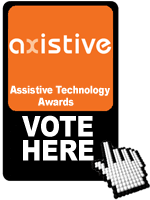 axistive
Assistive Technology
Awards
VOTE
HERE